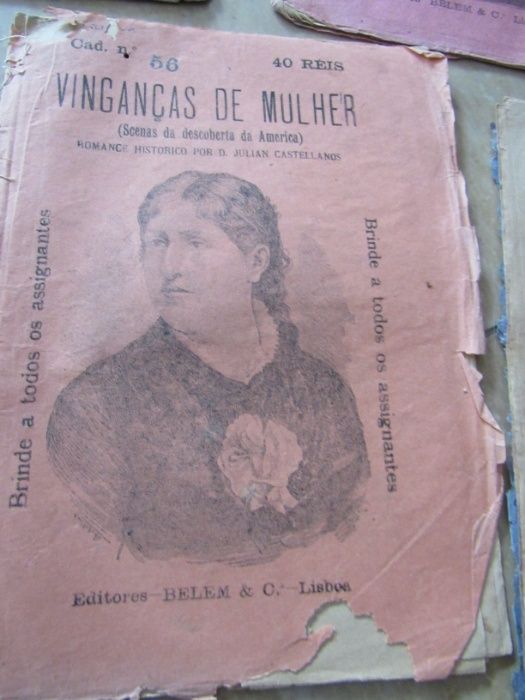 Cad. n.º 56 40 RÉIS
VINGANÇAS DE MULHER
(Scenas da descoberta da America)
ROMANCE HISTORICO POR D. JULIAN CASTELLANOS
Brinde a todos os assignantes
Brinde a todos os assignantes
Editores—BELEM & C.ª—Lisboa
BELEM & C.